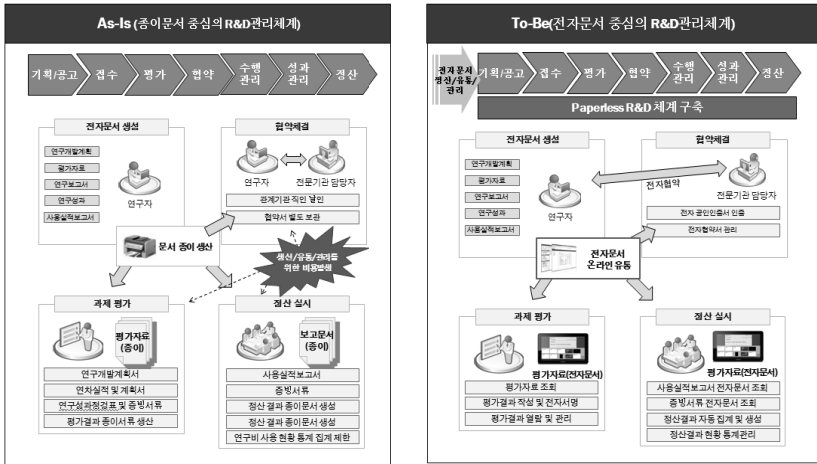 As-Is (종이문서 중심의 R&D관리체계)
기획/공고
접수
평가
협약
수행
관리
성과
관리
정산
전자문서 생성
연구개발계획
평가자료
연구보고서
연구성과
사용실적보고서
연구자
협약체결
연구자
전문기관 담당자
관계기관 직인 날인
협약서 별도 보관
문서 종이 생산
생산/유통/관리를
위한 비용발생
과제 평가
평가자료
(종이)
연구개발계획서
연차실적 및 계획서
연구성과점검표 및 증빙서류
평가결과 종이서류 생산
정산 실시
보고문서
(종이)
사용실적보고서
증빙서류
정산 결과 종이문서 생성
정산 결과 종이문서 생성
연구비 사용 현황 통계 집계 제한
To-Be(전자문서 중심의 R&D관리체계)
전자문서
생산/유통/
관리
기획/공고
접수
평가
협약
수행
관리
성과
관리
정산
Paperless R&D 체계 구축
전자문서 생성
연구개발계획
평가자료
연구보고서
연구성과
사용실적보고서
연구자
전자협약
협약체결
전문기관 담당자
전자 공인인증서 인증
전자협약서 관리
전자문서
온라인 유통
과제 평가
평가자료(전자문서)
평가자료 조회
평가결과 작성 및 전자서명
평가결과 열람 및 관리
정산 실시
평가자료(전자문서)
사용실적보고서 전자문서 조회
증빙서류 전자문서 조회
정산결과 자동 집계 및 생성
정산결과 현황 통계관리